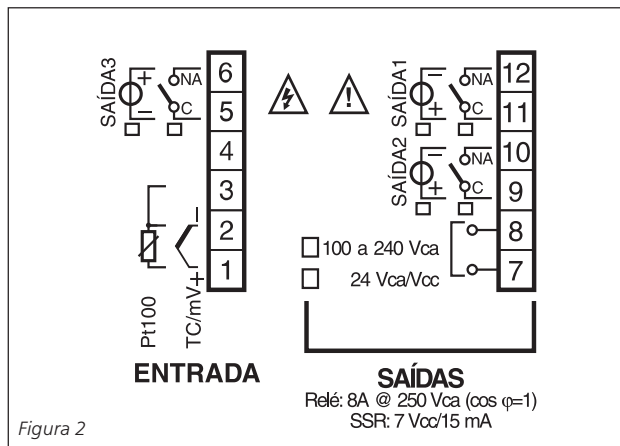 SAÍDA3
+
−
NA
C
6
5
4
3
2
1
Pt100
TC/mV
−
+
ENTRADA
SAÍDA1
−
+
NA
C
SAÍDA2
−
+
NA
C
12
11
10
9
8
7
100 a 240 Vca
24 Vca/Vcc
SAÍDAS
Relé: 8A @ 250 Vca (cos φ=1)
SSR: 7 Vcc/15 mA
Figura 2